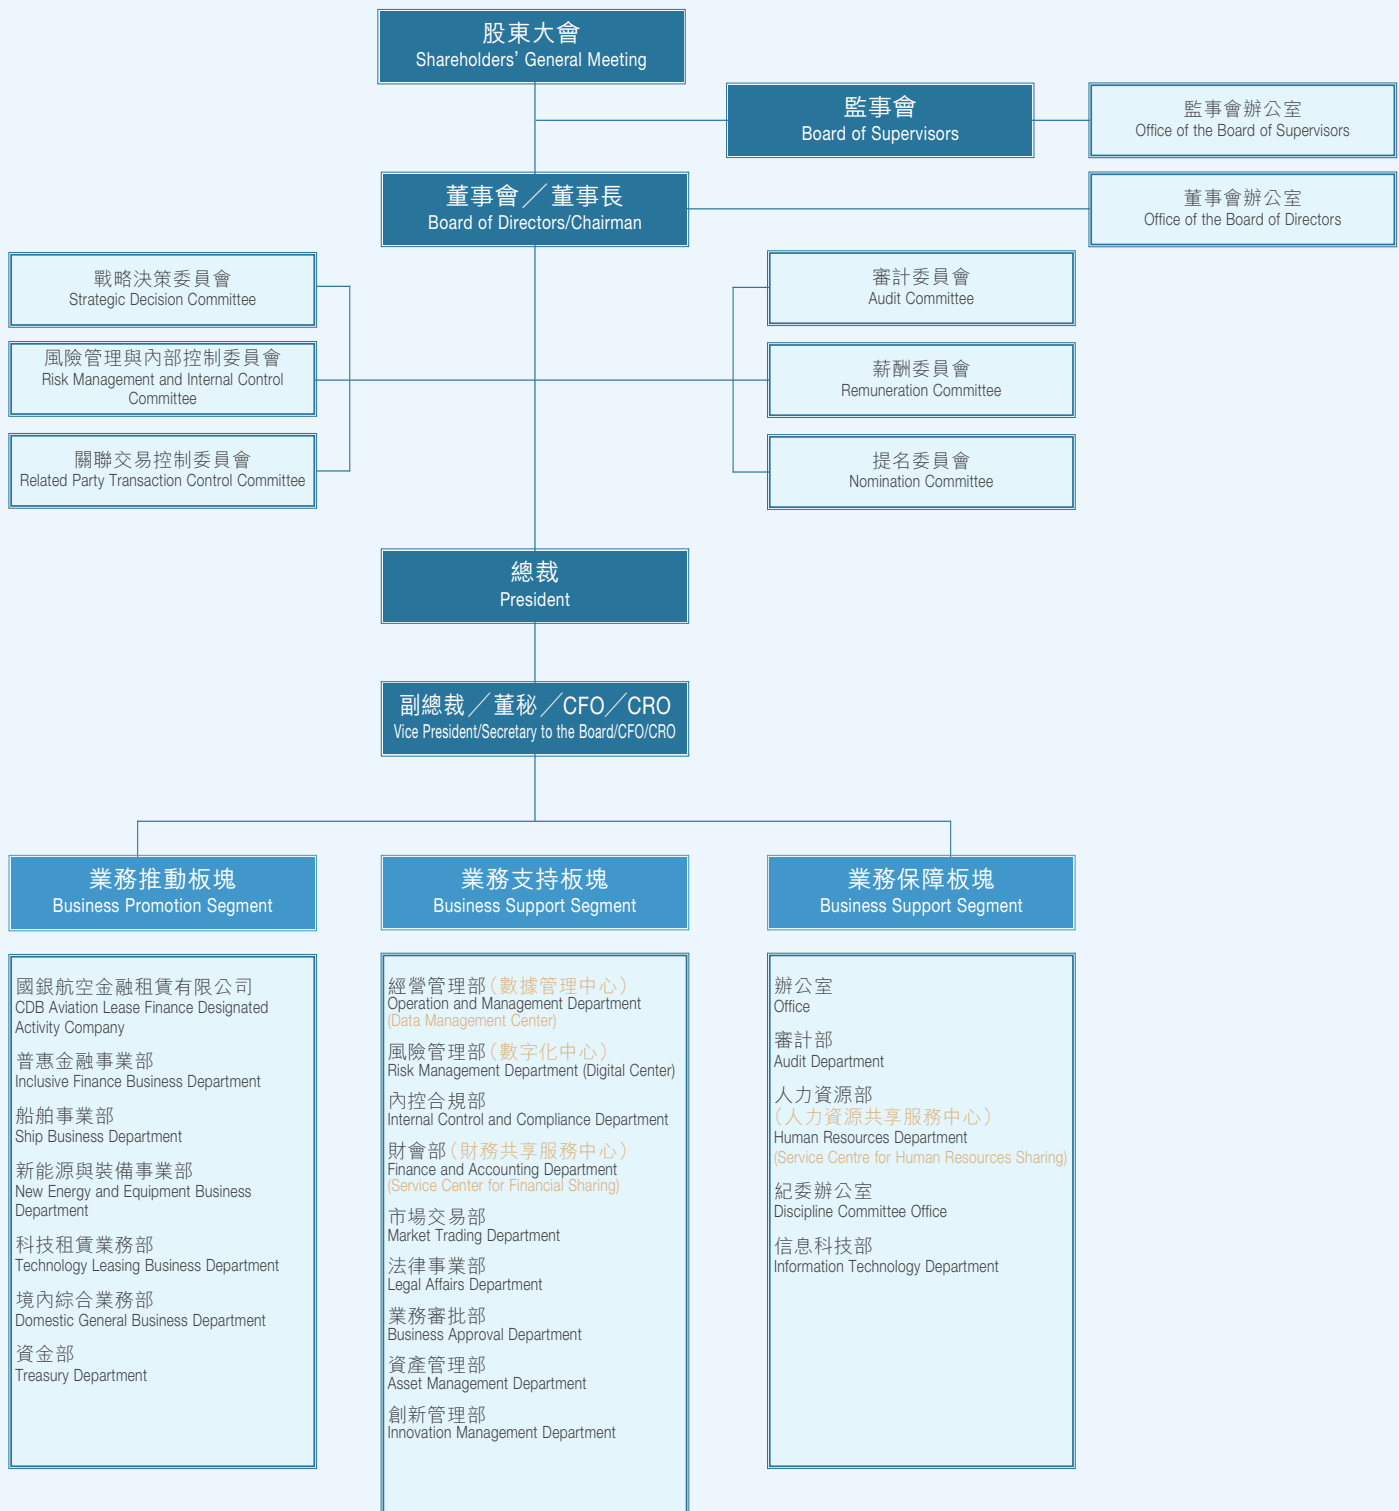 股東大會
Shareholders' General Meeting
監事會
Board of Supervisors
監事會辦公室
Office of the Board of Supervisors
董事會／董事長
Board of Directors/Chairman
董事會辦公室
Office of the Board of Directors
戰略決策委員會
Strategic Decision Committee
風險管理與內部控制委員會
Risk Management and Internal Control
Committee
關聯交易控制委員會
Related Party Transaction Control Committee
審計委員會
Audit Committee
薪酬委員會
Remuneration Committee
提名委員會
Nomination Committee
總裁
President
副總裁／董秘／CFO／CRO
Vice President/Secretary to the Board/CFO/CRO
業務推動板塊
Business Promotion Segment
國銀航空金融租賃有限公司
CDB Aviation Lease Finance Designated
Activity Company
普惠金融事業部
Inclusive Finance Business Department
船舶事業部
Ship Business Department
新能源與裝備事業部
New Energy and Equipment Business
Department
科技租賃業務部
Technology Leasing Business Department
境內綜合業務部
Domestic General Business Department
資金部
Treasury Department
業務支持板塊
Business Support Segment
經營管理部（數據管理中心）
Operation and Management Department
(Data Management Center)
風險管理部（數字化中心）
Risk Management Department (Digital Center)
內控合規部
Internal Control and Compliance Department
財會部（財務共享服務中心）
Finance and Accounting Department
(Service Center for Financial Sharing)
市場交易部
Market Trading Department
法律事業部
Legal Affairs Department
業務審批部
Business Approval Department
資產管理部
Asset Management Department
創新管理部
Innovation Management Department
業務保障板塊
Business Support Segment
辦公室
Office
審計部
Audit Department
人力資源部
（人力資源共享服務中心）
Human Resources Department
(Service Centre for Human Resources Sharing)
紀委辦公室
Discipline Committee Office
信息科技部
Information Technology Department